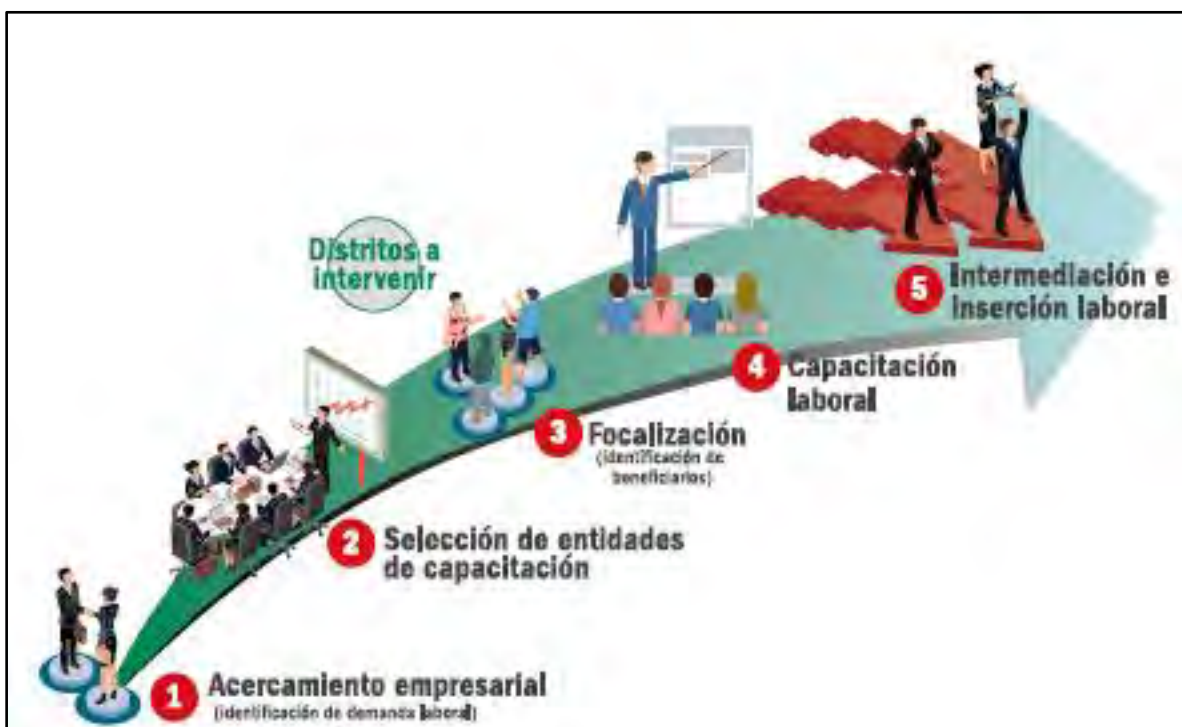 Distritos a
intervenir
1 Acercamiento empresarial
(identificación de demanda laboral)
2 Selección de entidades
de capacitación
3 Focalización
(identificación de
beneficiarios)
4 Capacitación
laboral
5 Intermediación e
inserción laboral